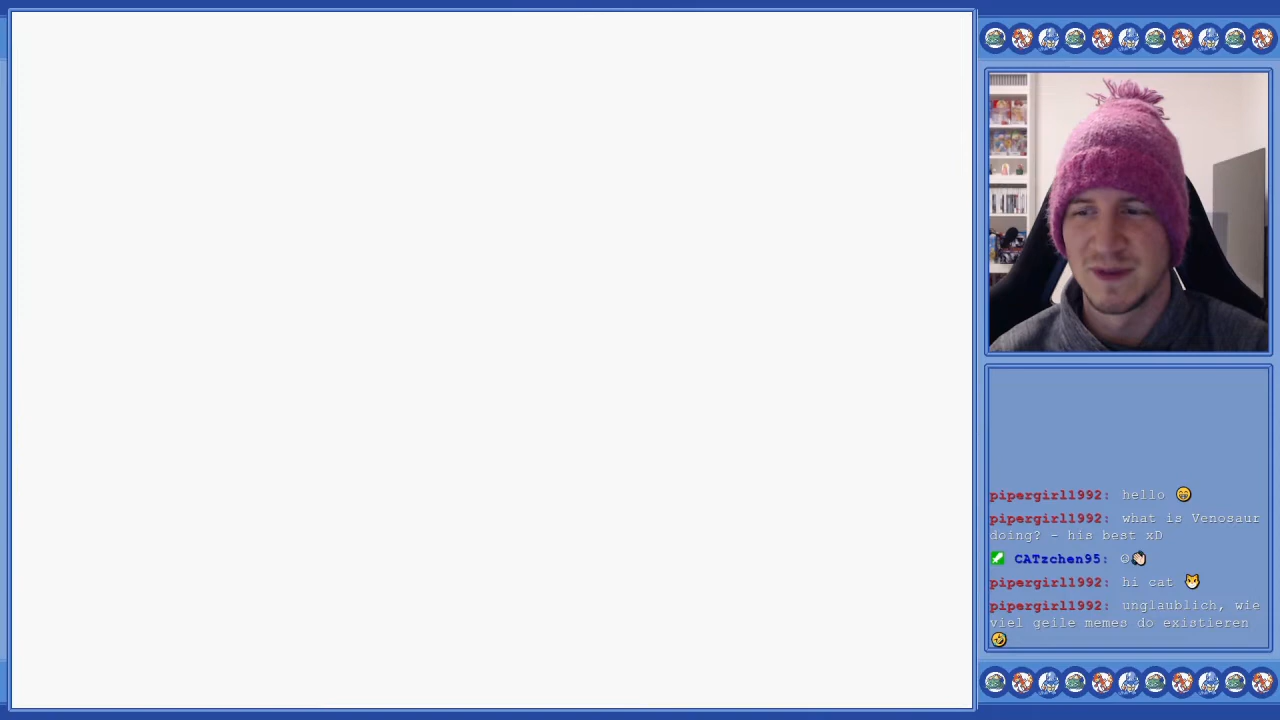 pipergirl1992: hello 😁
pipergirl1992: what is Venosaur
doing? - his best xD
CATzchen95: ☺👏
pipergirl1992: hi cat 🐱
pipergirl1992: unglaublich, wie
viel geile memes do existieren
🤣